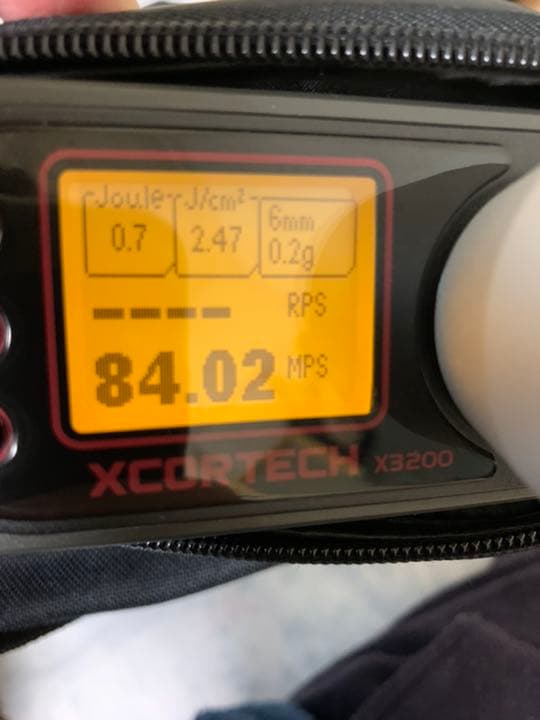 Joule J/cm² 6mm
0.7 2.47 0.2g
---- RPS
84.02 MPS
XCORTECH X3200